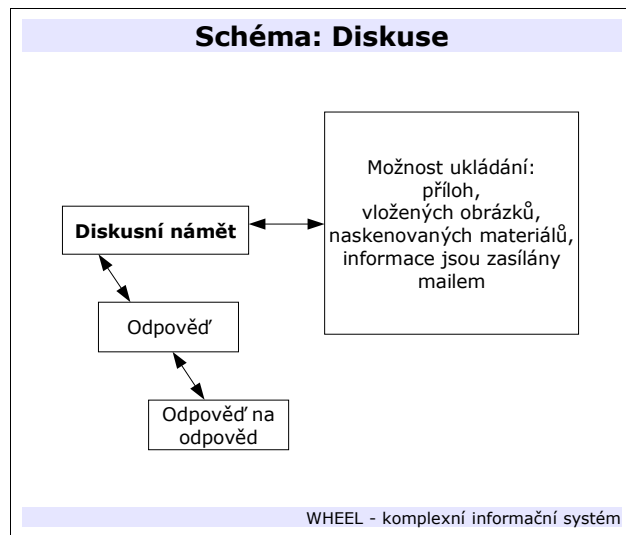 Schéma: Diskuse
Možnost ukládání:
příloh,
vložených obrázků,
naskenovaných materiálů,
informace jsou zasílány
mailem
Diskusní námět
Odpověď
Odpověď na
odpověd
WHEEL - komplexní informační systém